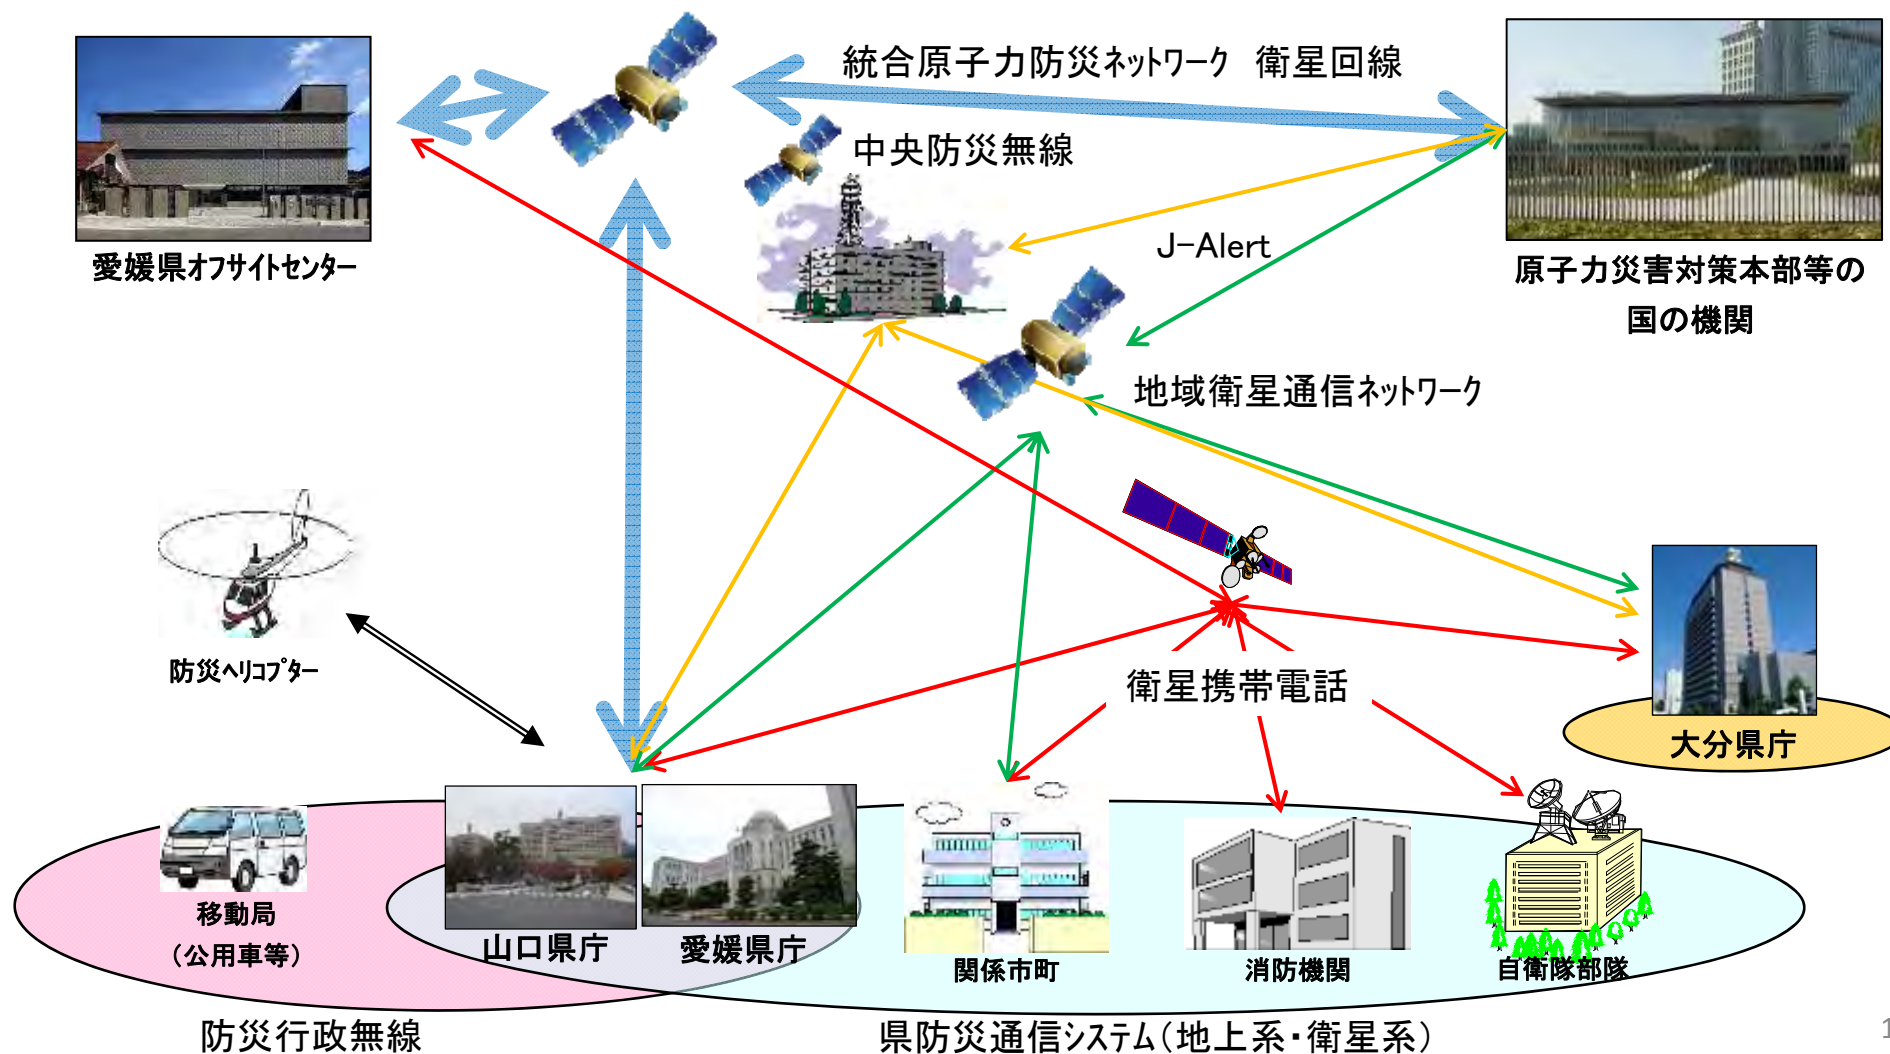 統合原子力防災ネットワーク　衛星回線
中央防災無線
愛媛県オフサイトセンター
J-Alert
原子力災害対策本部等の
国の機関
地域衛星通信ネットワーク
防災ヘリコプター
衛星携帯電話
大分県庁
移動局
（公用車等）
山口県庁
愛媛県庁
関係市町
消防機関
自衛隊部隊
防災行政無線
県防災通信システム（地上系・衛星系）
1